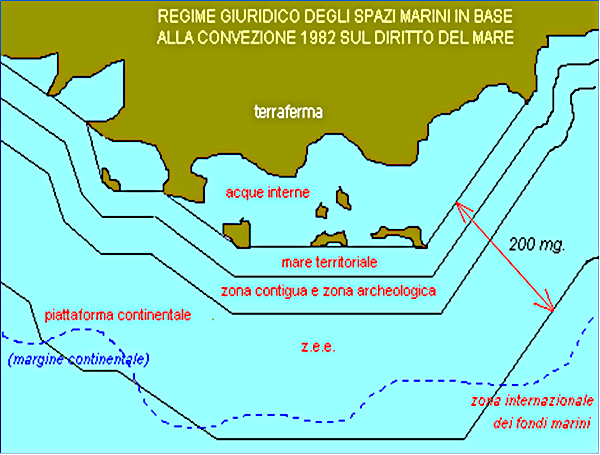 REGIME GIURIDICO DEGLI SPAZI MARINI IN BASE
ALLA CONVEZIONE 1982 SUL DIRITTO DEL MARE
terraferma
acque interne
200 mg.
mare territoriale
zona contigua e zona archeologica
piattaforma continentale
z.e.e.
(margine continentale)
zona internazionale
dei fondi marini